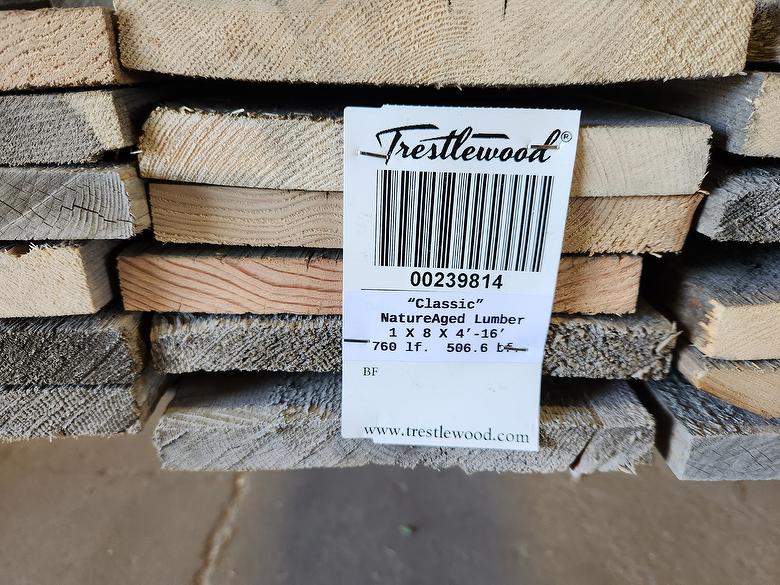 Trestlewood®
00239814
“Classic”
NatureAged Lumber
1 X 8 X 4’-16’
760 lf. 506.6 bf.
BF
www.trestlewood.com